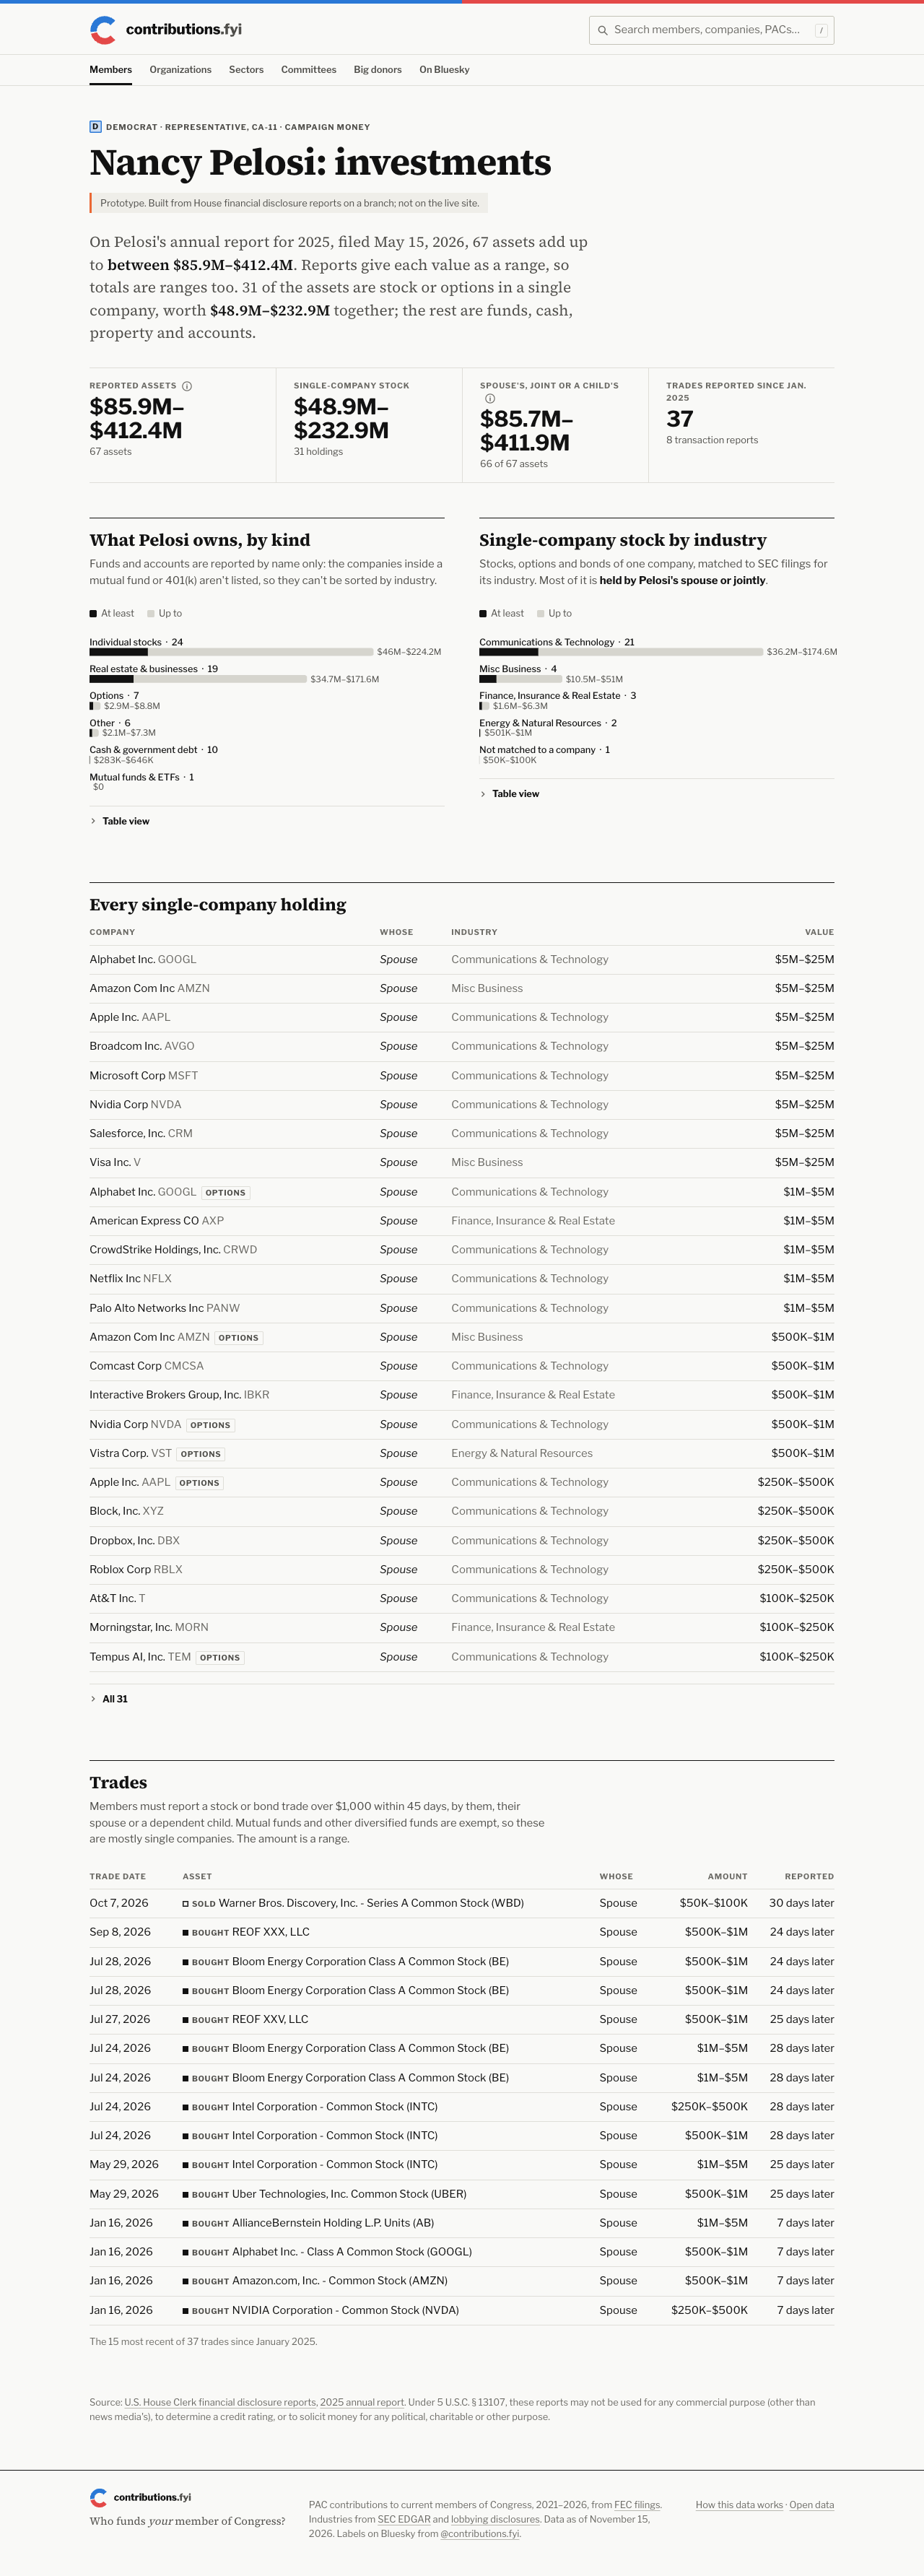 contributions.fyi
Search members, companies, PACs... /
Members Organizations Sectors Committees Big donors On Bluesky
D DEMOCRAT · REPRESENTATIVE, CA-11 · CAMPAIGN MONEY
Nancy Pelosi: investments
Prototype. Built from House financial disclosure reports on a branch; not on the live site.
On Pelosi's annual report for 2025, filed May 15, 2026, 67 assets add up
to between $85.9M–$412.4M. Reports give each value as a range, so
totals are ranges too. 31 of the assets are stock or options in a single
company, worth $48.9M–$232.9M together; the rest are funds, cash,
property and accounts.
REPORTED ASSETS
$85.9M–
$412.4M
67 assets
SINGLE-COMPANY STOCK
$48.9M–
$232.9M
31 holdings
SPOUSE'S, JOINT OR A CHILD'S
$85.7M–
$411.9M
66 of 67 assets
TRADES REPORTED SINCE JAN.
2025
37
8 transaction reports
What Pelosi owns, by kind
Funds and accounts are reported by name only: the companies inside a
mutual fund or 401(k) aren't listed, so they can't be sorted by industry.
At least Up to
Individual stocks · 24
$46M–$224.2M
Real estate & businesses · 19
$34.7M–$171.6M
Options · 7
$2.9M–$8.8M
Other · 6
$2.1M–$7.3M
Cash & government debt · 10
$283K–$646K
Mutual funds & ETFs · 1
$0
Table view
Single-company stock by industry
Stocks, options and bonds of one company, matched to SEC filings for
its industry. Most of it is held by Pelosi's spouse or jointly.
At least Up to
Communications & Technology · 21
$36.2M–$174.6M
Misc Business · 4
$10.5M–$51M
Finance, Insurance & Real Estate · 3
$1.6M–$6.3M
Energy & Natural Resources · 2
$501K–$1M
Not matched to a company · 1
$50K–$100K
Table view
Every single-company holding
COMPANY WHOSE INDUSTRY VALUE
Alphabet Inc. GOOGL Spouse Communications & Technology $5M–$25M
Amazon Com Inc AMZN Spouse Misc Business $5M–$25M
Apple Inc. AAPL Spouse Communications & Technology $5M–$25M
Broadcom Inc. AVGO Spouse Communications & Technology $5M–$25M
Microsoft Corp MSFT Spouse Communications & Technology $5M–$25M
Nvidia Corp NVDA Spouse Communications & Technology $5M–$25M
Salesforce, Inc. CRM Spouse Communications & Technology $5M–$25M
Visa Inc. V Spouse Misc Business $5M–$25M
Alphabet Inc. GOOGL OPTIONS Spouse Communications & Technology $1M–$5M
American Express CO AXP Spouse Finance, Insurance & Real Estate $1M–$5M
CrowdStrike Holdings, Inc. CRWD Spouse Communications & Technology $1M–$5M
Netflix Inc NFLX Spouse Communications & Technology $1M–$5M
Palo Alto Networks Inc PANW Spouse Communications & Technology $1M–$5M
Amazon Com Inc AMZN OPTIONS Spouse Misc Business $500K–$1M
Comcast Corp CMCSA Spouse Communications & Technology $500K–$1M
Interactive Brokers Group, Inc. IBKR Spouse Finance, Insurance & Real Estate $500K–$1M
Nvidia Corp NVDA OPTIONS Spouse Communications & Technology $500K–$1M
Vistra Corp. VST OPTIONS Spouse Energy & Natural Resources $500K–$1M
Apple Inc. AAPL OPTIONS Spouse Communications & Technology $250K–$500K
Block, Inc. XYZ Spouse Communications & Technology $250K–$500K
Dropbox, Inc. DBX Spouse Communications & Technology $250K–$500K
Roblox Corp RBLX Spouse Communications & Technology $250K–$500K
At&T Inc. T Spouse Communications & Technology $100K–$250K
Morningstar, Inc. MORN Spouse Finance, Insurance & Real Estate $100K–$250K
Tempus AI, Inc. TEM OPTIONS Spouse Communications & Technology $100K–$250K
All 31
Trades
Members must report a stock or bond trade over $1,000 within 45 days, by them, their
spouse or a dependent child. Mutual funds and other diversified funds are exempt, so these
are mostly single companies. The amount is a range.
TRADE DATE ASSET WHOSE AMOUNT REPORTED
Oct 7, 2026 SOLD Warner Bros. Discovery, Inc. - Series A Common Stock (WBD) Spouse $50K–$100K 30 days later
Sep 8, 2026 BOUGHT REOF XXX, LLC Spouse $500K–$1M 24 days later
Jul 28, 2026 BOUGHT Bloom Energy Corporation Class A Common Stock (BE) Spouse $500K–$1M 24 days later
Jul 28, 2026 BOUGHT Bloom Energy Corporation Class A Common Stock (BE) Spouse $500K–$1M 24 days later
Jul 27, 2026 BOUGHT REOF XXV, LLC Spouse $500K–$1M 25 days later
Jul 24, 2026 BOUGHT Bloom Energy Corporation Class A Common Stock (BE) Spouse $1M–$5M 28 days later
Jul 24, 2026 BOUGHT Bloom Energy Corporation Class A Common Stock (BE) Spouse $1M–$5M 28 days later
Jul 24, 2026 BOUGHT Intel Corporation - Common Stock (INTC) Spouse $250K–$500K 28 days later
Jul 24, 2026 BOUGHT Intel Corporation - Common Stock (INTC) Spouse $500K–$1M 28 days later
May 29, 2026 BOUGHT Intel Corporation - Common Stock (INTC) Spouse $1M–$5M 25 days later
May 29, 2026 BOUGHT Uber Technologies, Inc. Common Stock (UBER) Spouse $500K–$1M 25 days later
Jan 16, 2026 BOUGHT AllianceBernstein Holding L.P. Units (AB) Spouse $1M–$5M 7 days later
Jan 16, 2026 BOUGHT Alphabet Inc. - Class A Common Stock (GOOGL) Spouse $500K–$1M 7 days later
Jan 16, 2026 BOUGHT Amazon.com, Inc. - Common Stock (AMZN) Spouse $500K–$1M 7 days later
Jan 16, 2026 BOUGHT NVIDIA Corporation - Common Stock (NVDA) Spouse $250K–$500K 7 days later
The 15 most recent of 37 trades since January 2025.
Source: U.S. House Clerk financial disclosure reports, 2025 annual report. Under 5 U.S.C. § 13107, these reports may not be used for any commercial purpose (other than
news media's), to determine a credit rating, or to solicit money for any political, charitable or other purpose.
contributions.fyi
Who funds your member of Congress?
PAC contributions to current members of Congress, 2021–2026, from FEC filings.
Industries from SEC EDGAR and lobbying disclosures. Data as of November 15,
2026. Labels on Bluesky from @contributions.fyi.
How this data works · Open data